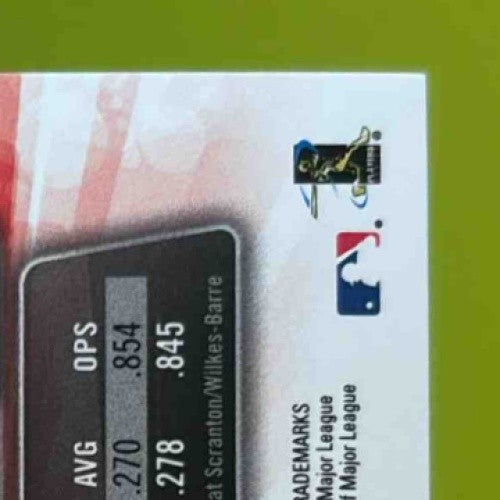 AVG OPS
.270 .854
.278 .845
at Scranton/Wilkes-Barre
RADEMARKS
Major League
f Major League